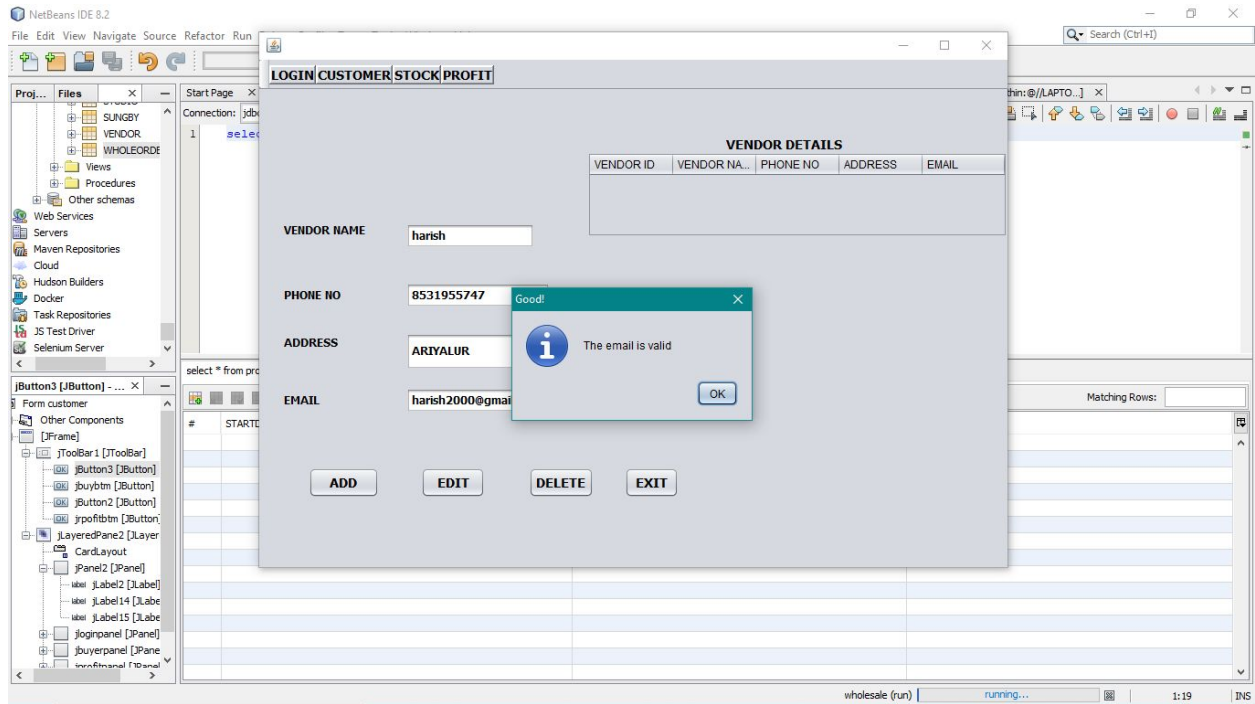 NetBeans IDE 8.2
File Edit View Navigate Source Refactor Run
Search (Ctrl+I)
LOGIN CUSTOMER STOCK PROFIT
Proj... Files
Start Page
thin:@//LAPTO...]
SUNGBY
VENDOR
WHOLEORDE
Views
Procedures
Other schemas
Web Services
Servers
Maven Repositories
Cloud
Hudson Builders
Docker
Task Repositories
JS Test Driver
Selenium Server
Connection: jdb
1 selec
VENDOR DETAILS
VENDOR ID VENDOR NA... PHONE NO ADDRESS EMAIL
VENDOR NAME harish
PHONE NO 8531955747
ADDRESS ARIYALUR
EMAIL harish2000@gmai
Good!
The email is valid
OK
ADD EDIT DELETE EXIT
select * from pro
Matching Rows:
# STARTD
jButton3 [JButton] - ...
Form customer
Other Components
[JFrame]
jToolBar1 [JToolBar]
jButton3 [JButton]
jbuybtm [JButton]
jButton2 [JButton]
jrpofitbtm [JButton]
jLayeredPane2 [JLayer
CardLayout
jPanel2 [JPanel]
jLabel2 [JLabel]
jLabel14 [JLabe
jLabel15 [JLabe
jloginpanel [JPanel]
jbuyerpanel [JPane
wholesale (run) running... 1:19 INS